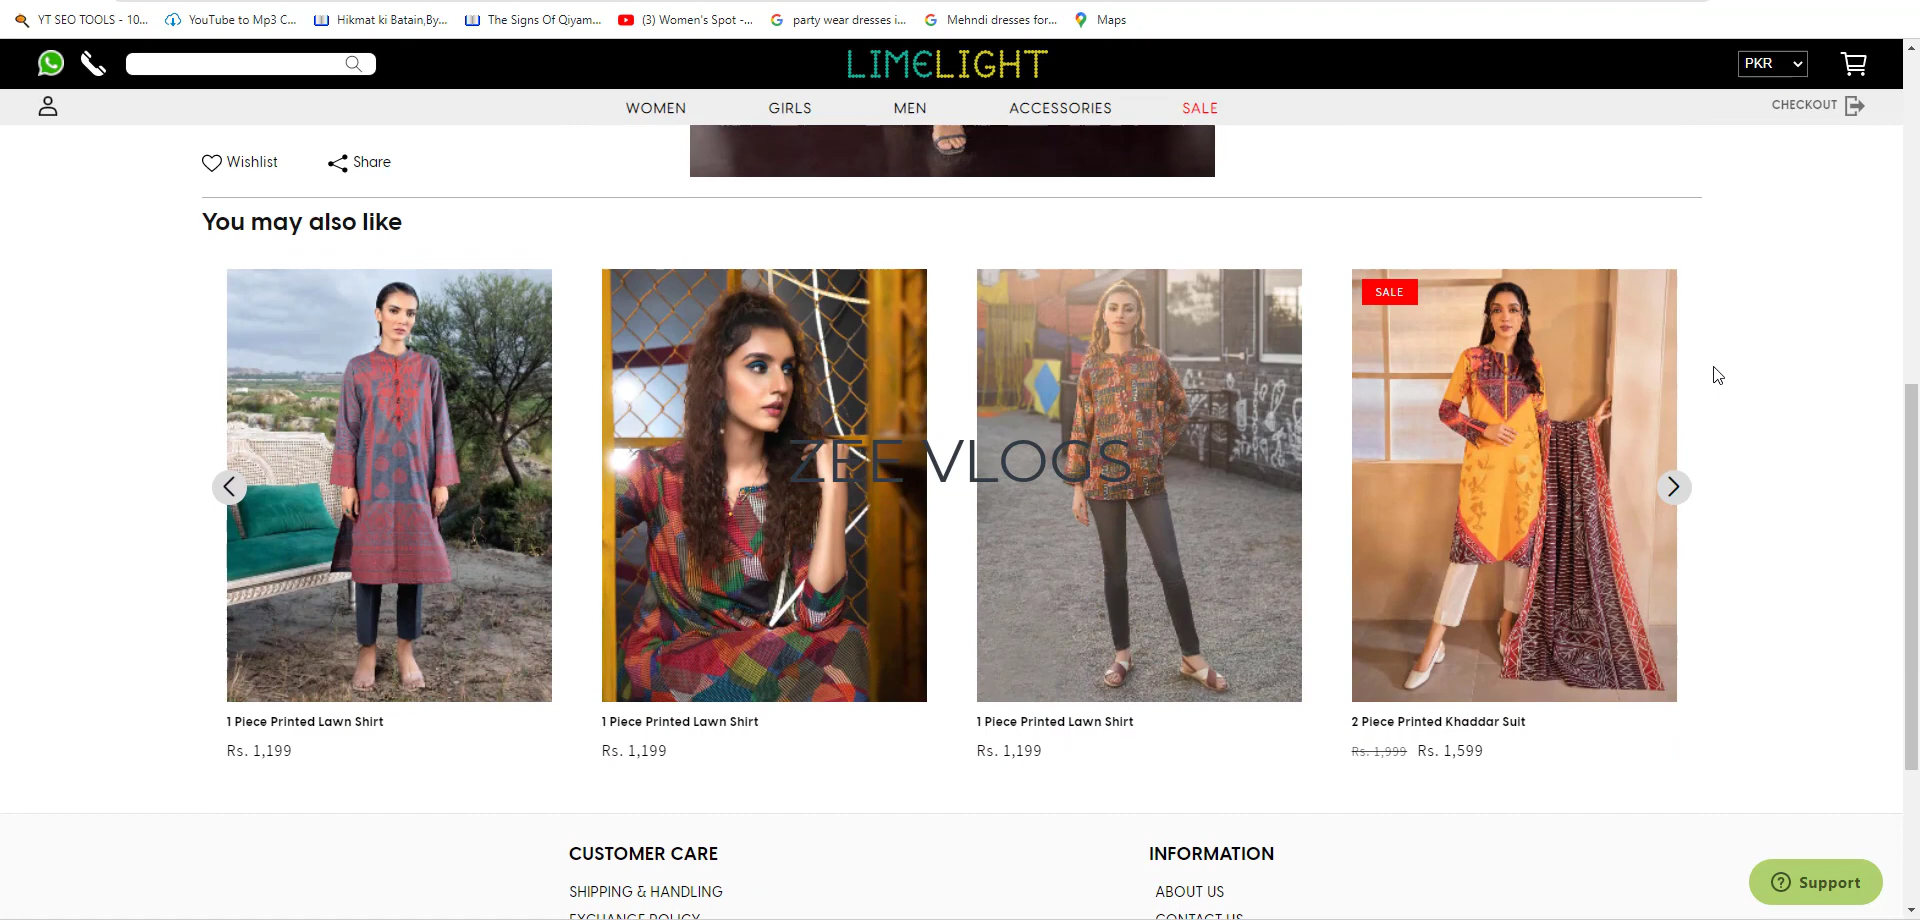 YT SEO TOOLS - 10...
YouTube to Mp3 C...
Hikmat ki Batain,By...
The Signs Of Qiyam...
(3) Women's Spot -...
party wear dresses i...
Mehndi dresses for...
Maps
LIMELIGHT
PKR
WOMEN
GIRLS
MEN
ACCESSORIES
SALE
CHECKOUT
Wishlist
Share
You may also like
SALE
ZEE VLOGS
1 Piece Printed Lawn Shirt
Rs. 1,199
1 Piece Printed Lawn Shirt
Rs. 1,199
1 Piece Printed Lawn Shirt
Rs. 1,199
2 Piece Printed Khaddar Suit
Rs. 1,999 Rs. 1,599
CUSTOMER CARE
INFORMATION
SHIPPING & HANDLING
ABOUT US
EXCHANGE POLICY
CONTACT US
Support